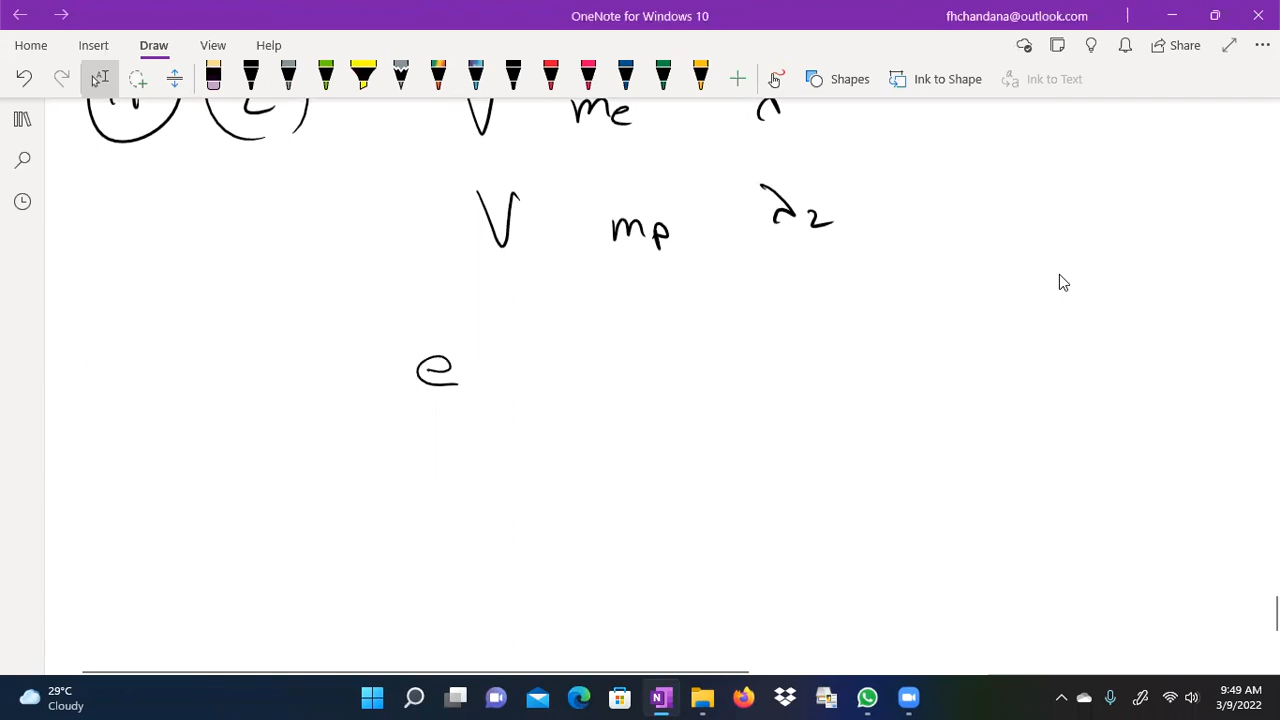 OneNote for Windows 10 fhchandana@outlook.com
Home Insert Draw View Help Share
Shapes Ink to Shape Ink to Text
2 V me λ
V mp λ2
e
29°C
Cloudy
9:49 AM
3/9/2022